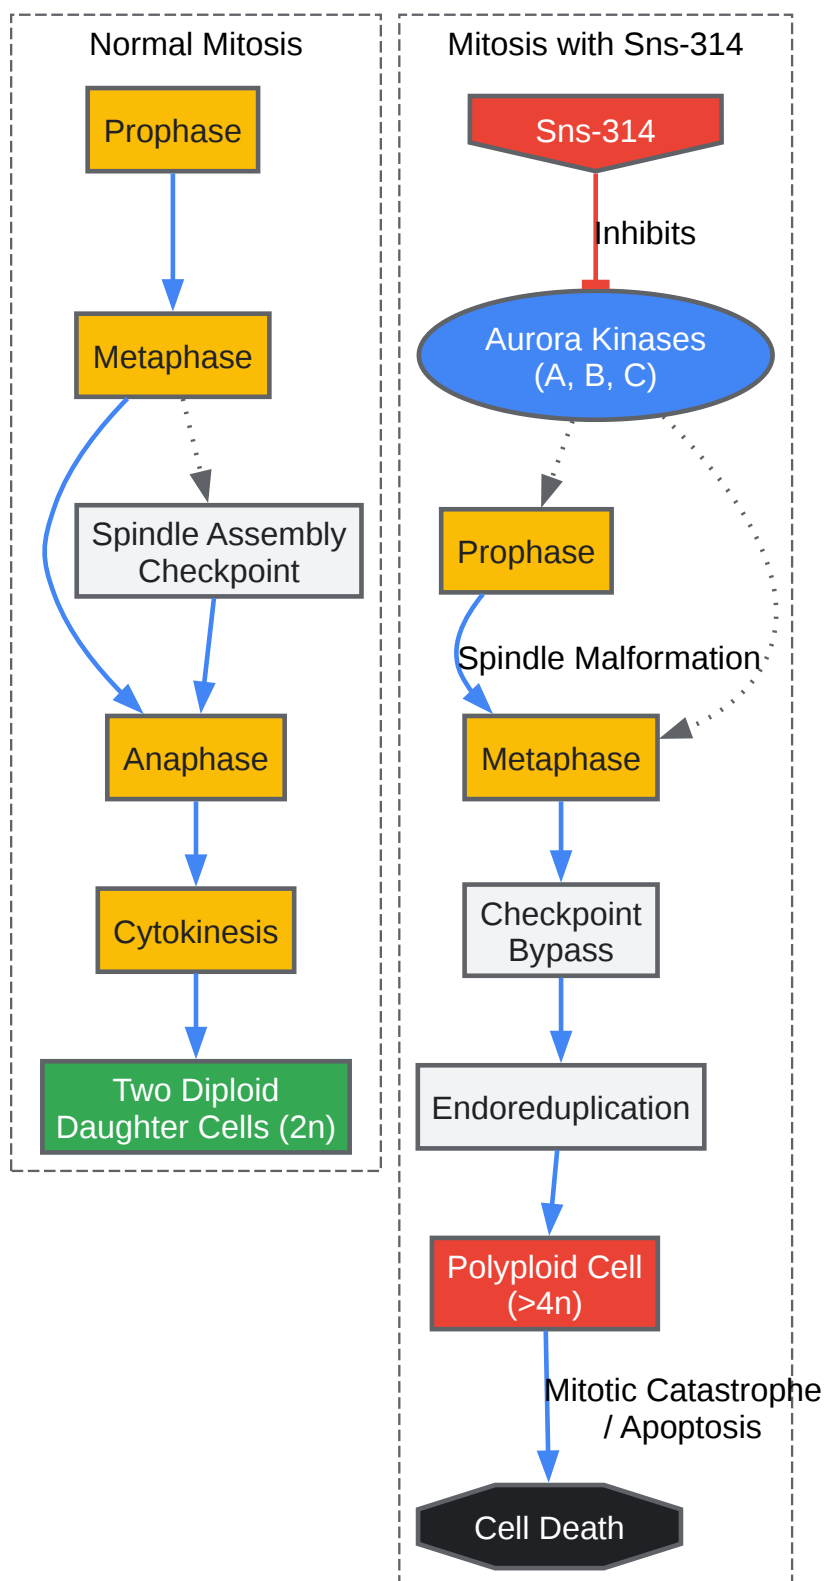 Normal Mitosis
Prophase
Metaphase
Spindle Assembly
Checkpoint
Anaphase
Cytokinesis
Two Diploid
Daughter Cells (2n)
Mitosis with Sns-314
Sns-314
Inhibits
Aurora Kinases
(A, B, C)
Prophase
Spindle Malformation
Metaphase
Checkpoint
Bypass
Endoreduplication
Polyploid Cell
(>4n)
Mitotic Catastrophe
/ Apoptosis
Cell Death